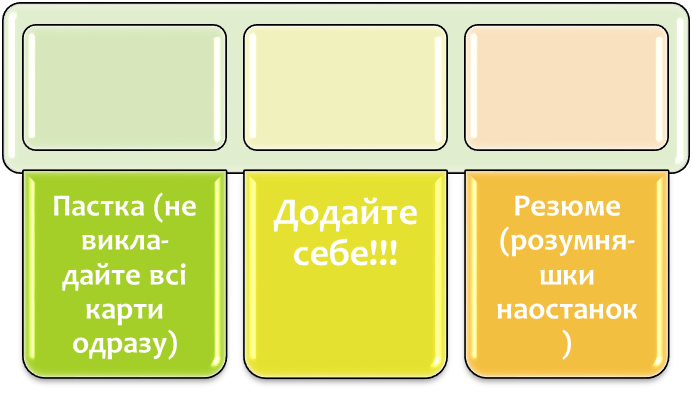 Пастка (не
викла-
дайте всі
карти
одразу)
Додайте
себе!!!
Резюме
(розумня-
шки
наостанок
)